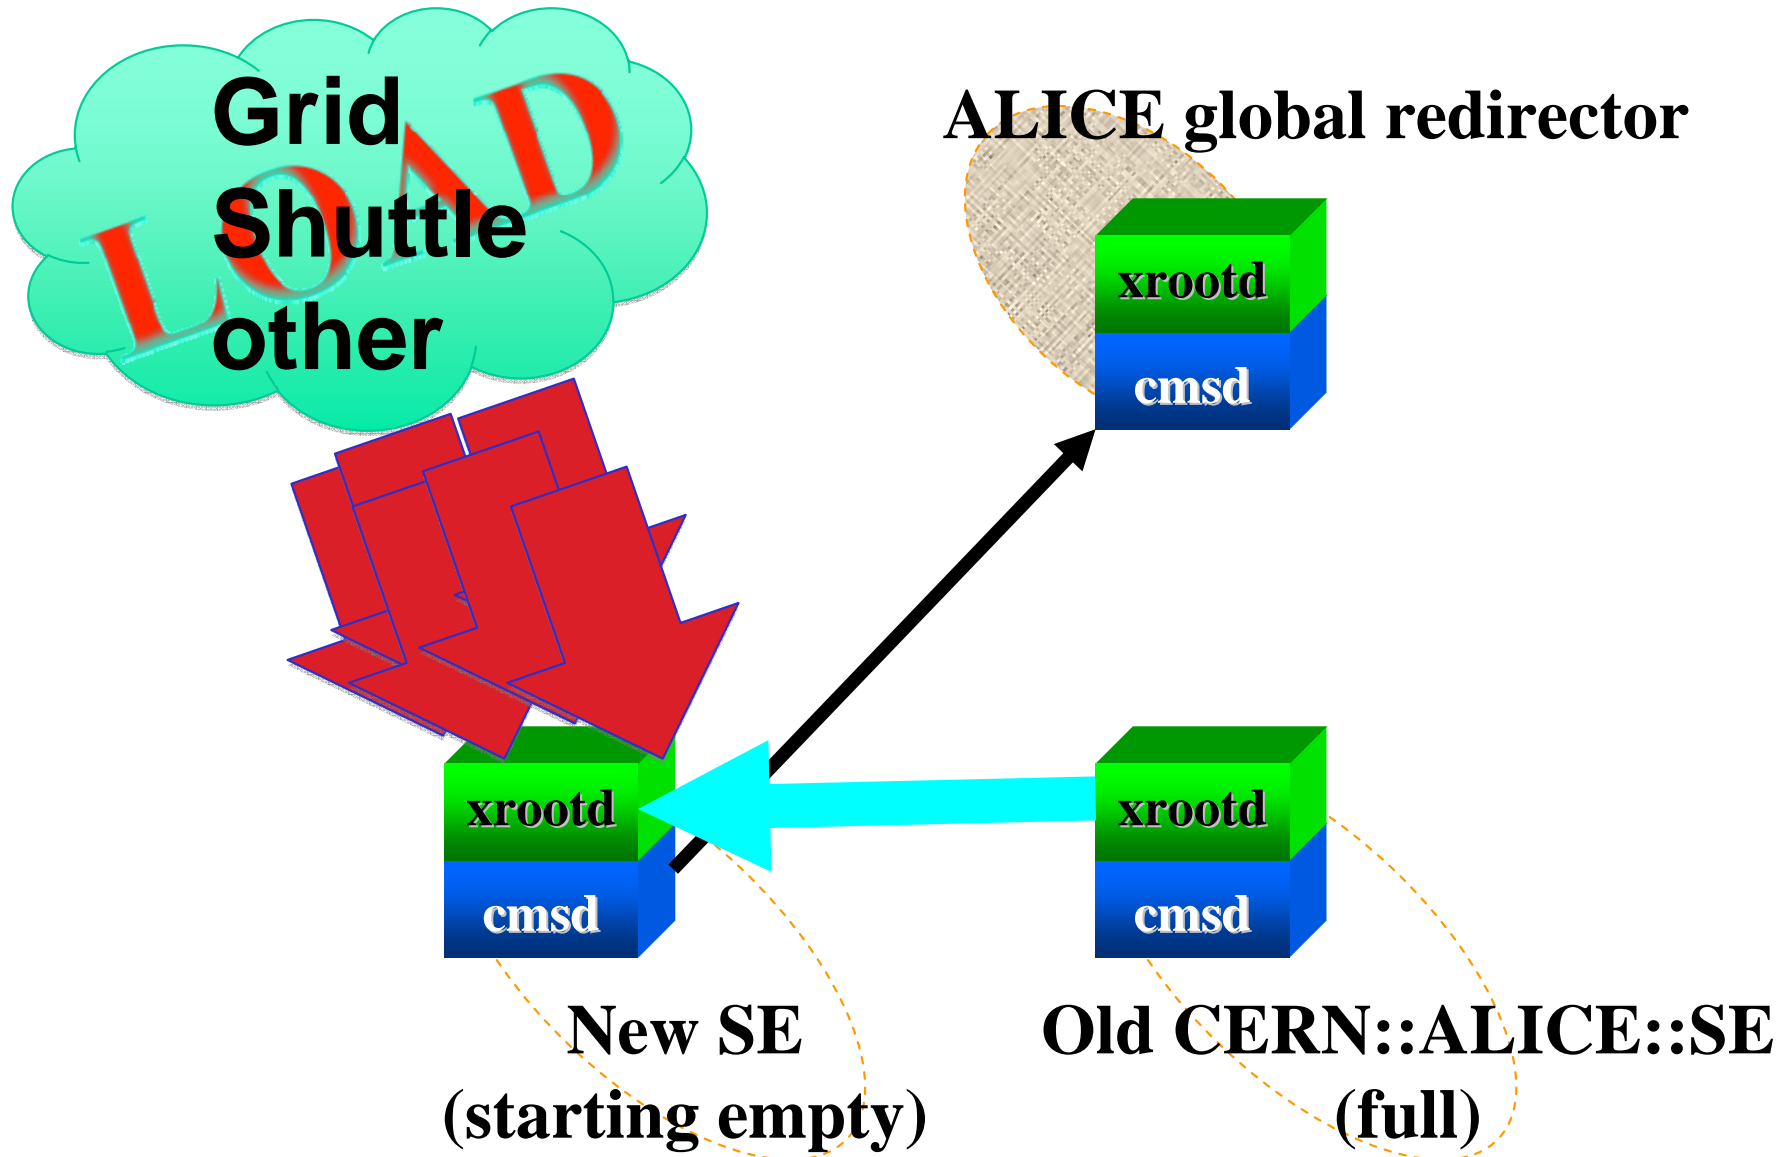 Grid
Shuttle
other
LOAD
ALICE global redirector
xrootd
cmsd
xrootd
cmsd
xrootd
cmsd
New SE
(starting empty)
Old CERN::ALICE::SE
(full)